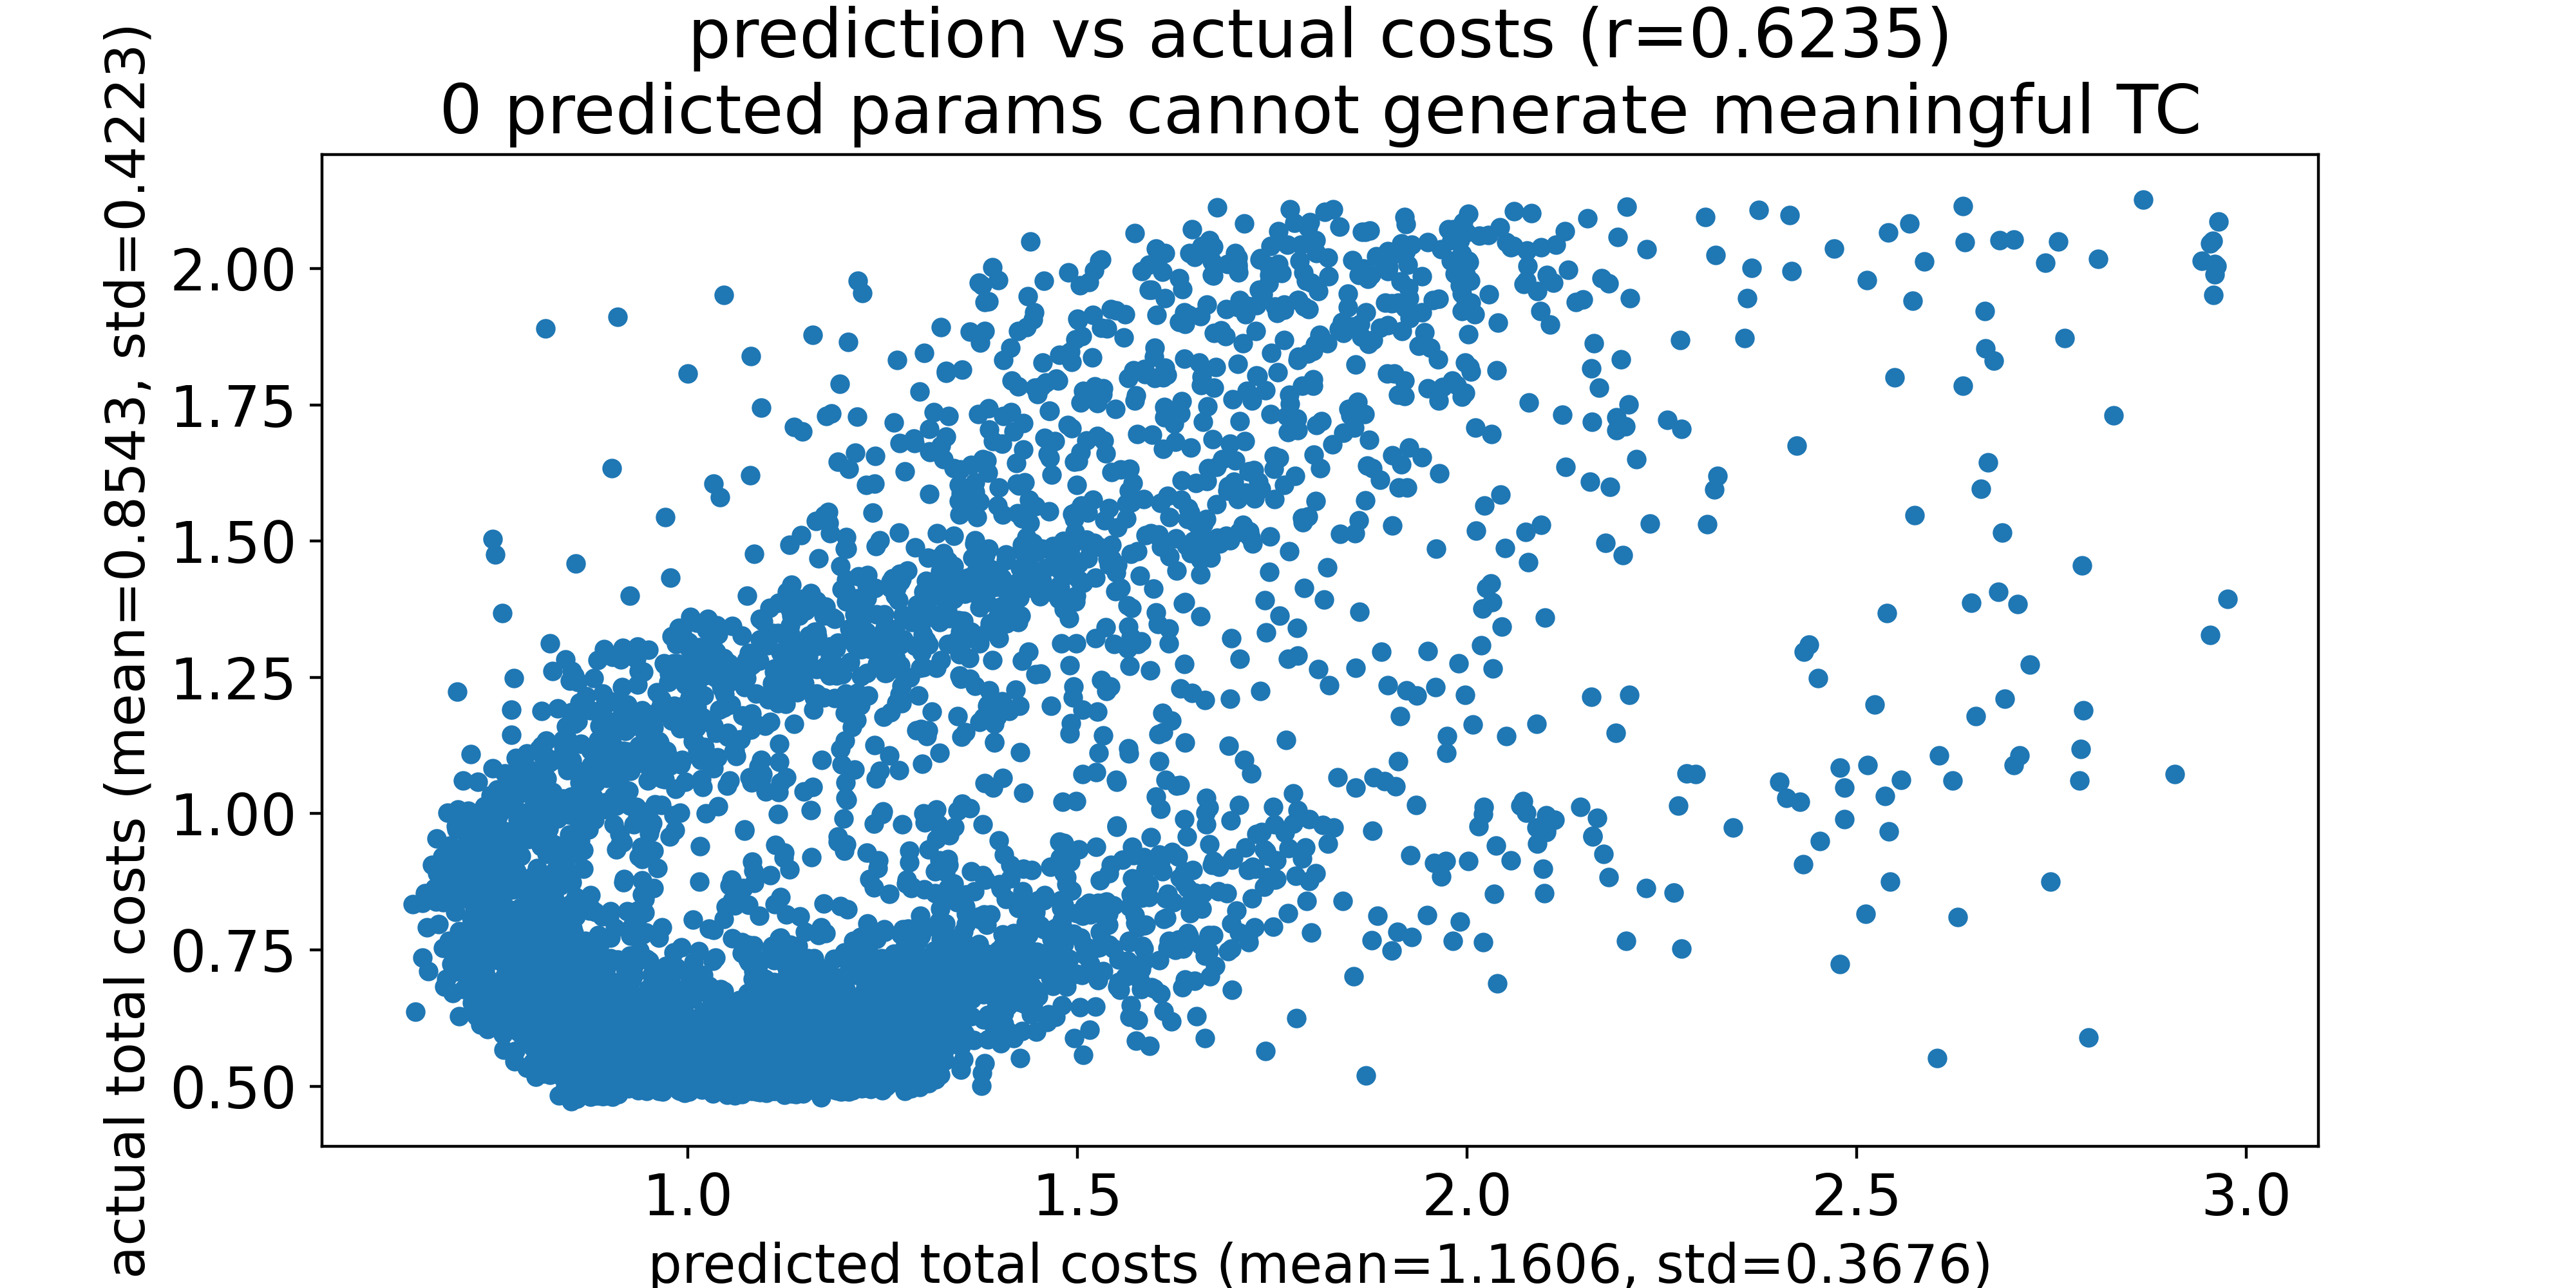 prediction vs actual costs (r=0.6235)
0 predicted params cannot generate meaningful TC
actual total costs (mean=0.8543, std=0.4223)
2.00
1.75
1.50
1.25
1.00
0.75
0.50
1.0 1.5 2.0 2.5 3.0
predicted total costs (mean=1.1606, std=0.3676)